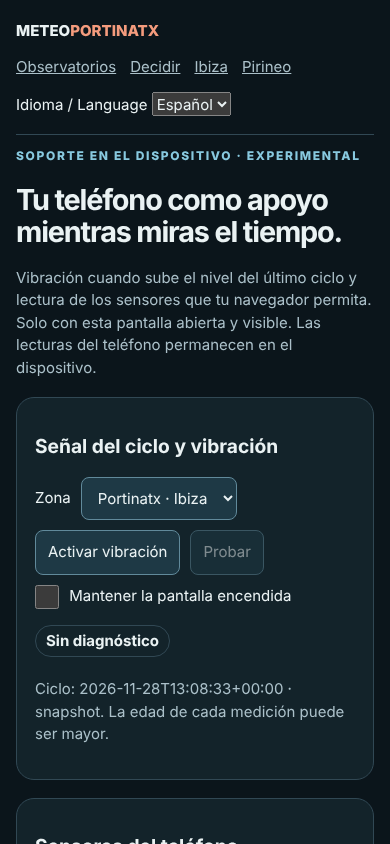 METEOPORTINATX
Observatorios Decidir Ibiza Pirineo
Idioma / Language Español
SOPORTE EN EL DISPOSITIVO · EXPERIMENTAL
Tu teléfono como apoyo
mientras miras el tiempo.
Vibración cuando sube el nivel del último ciclo y
lectura de los sensores que tu navegador permita.
Solo con esta pantalla abierta y visible. Las
lecturas del teléfono permanecen en el
dispositivo.
Señal del ciclo y vibración
Zona Portinatx · Ibiza
Activar vibración Probar
Mantener la pantalla encendida
Sin diagnóstico
Ciclo: 2026-11-28T13:08:33+00:00 ·
snapshot. La edad de cada medición puede
ser mayor.
Sensores del teléfono